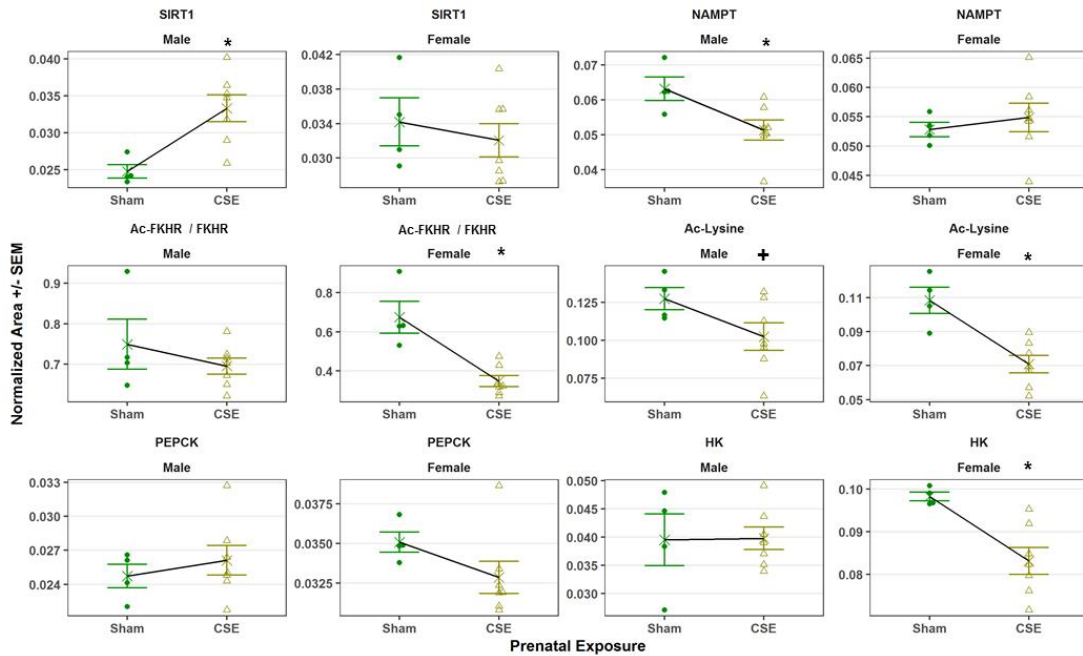 SIRT1 SIRT1 NAMPT NAMPT
Male * Female Male * Female
0.040 0.042 0.07 0.065
0.035 0.038 0.06 0.060
0.030 0.034 0.05 0.055
0.025 0.030 0.04 0.050
0.045
Sham CSE Sham CSE Sham CSE Sham CSE
Ac-FKHR / FKHR Ac-FKHR / FKHR Ac-Lysine Ac-Lysine
Male Female * Male + Female *
0.9 0.8 0.125 0.11
0.8 0.6 0.100 0.09
0.7 0.4 0.075 0.07
0.05
Sham CSE Sham CSE Sham CSE Sham CSE
PEPCK PEPCK HK HK
Male Female Male Female *
0.033 0.0375 0.050 0.10
0.030 0.0350 0.045 0.09
0.027 0.0325 0.040 0.08
0.024 0.035
0.030
Sham CSE Sham CSE Sham CSE Sham CSE
Normalized Area +/- SEM
Prenatal Exposure